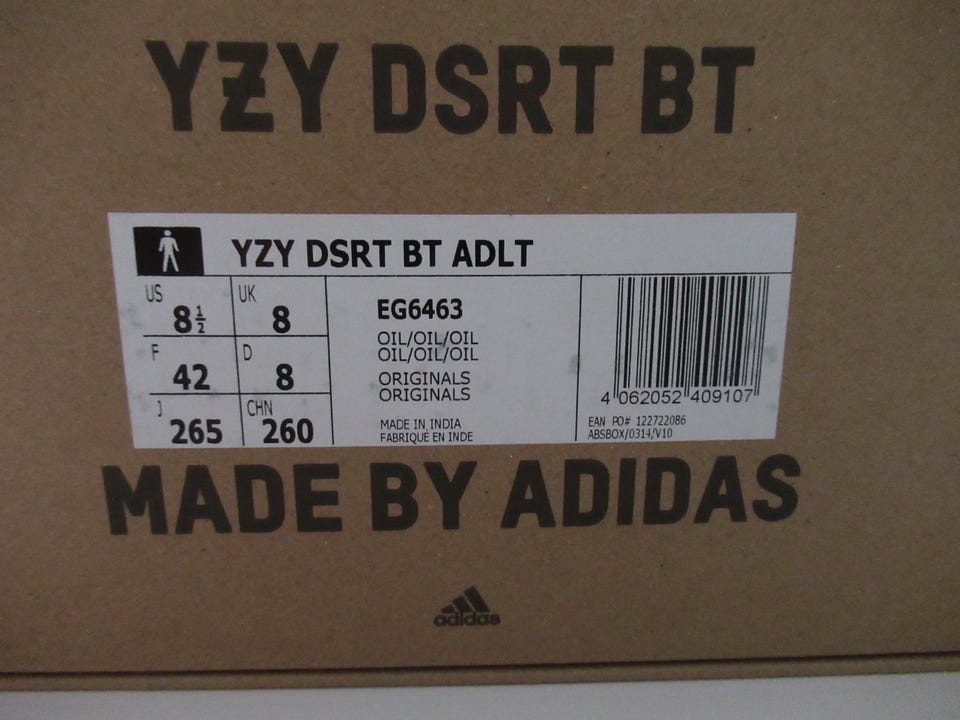 YZY DSRT BT
YZY DSRT BT ADLT
US 8½ UK 8
F 42 D 8
J 265 CHN 260
EG6463
OIL/OIL/OIL
OIL/OIL/OIL
ORIGINALS
ORIGINALS
MADE IN INDIA
FABRIQUÉ EN INDE
4 062052 409107
EAN PO# 122722086
ABSBOX/0314/V10
MADE BY ADIDAS
adidas